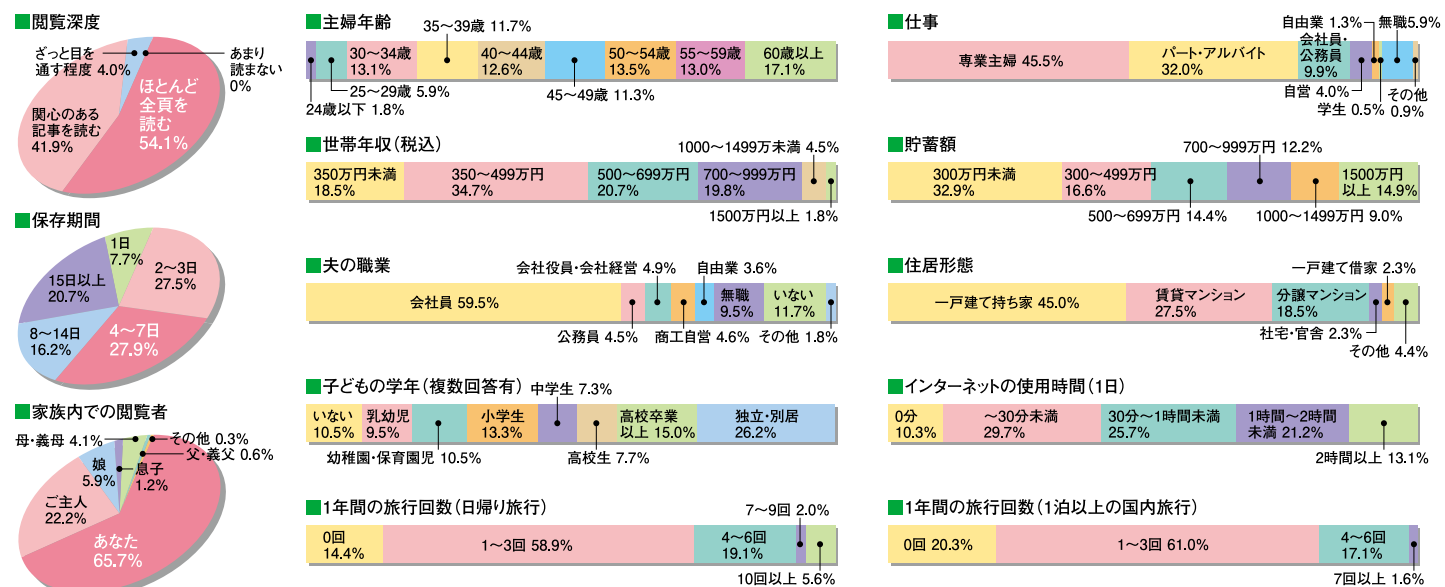 ■閲覧深度
ざっと目を
通す程度 4.0%
あまり
読まない
0%
ほとんど
全頁を
読む
54.1%
関心のある
記事を読む
41.9%
■保存期間
1日
7.7%
2〜3日
27.5%
15日以上
20.7%
8〜14日
16.2%
4〜7日
27.9%
■家族内での閲覧者
母・義母 4.1%
その他 0.3%
父・義父 0.6%
娘
5.9%
息子
1.2%
ご主人
22.2%
あなた
65.7%
■主婦年齢
35〜39歳 11.7%
30〜34歳
13.1%
40〜44歳
12.6%
50〜54歳
13.5%
55〜59歳
13.0%
60歳以上
17.1%
25〜29歳 5.9%
45〜49歳 11.3%
24歳以下 1.8%
■世帯年収（税込）
1000〜1499万未満 4.5%
350万円未満
18.5%
350〜499万円
34.7%
500〜699万円
20.7%
700〜999万円
19.8%
1500万円以上 1.8%
■夫の職業
会社役員・会社経営 4.9%
自由業 3.6%
会社員 59.5%
無職
9.5%
いない
11.7%
公務員 4.5%
商工自営 4.6%
その他 1.8%
■子どもの学年（複数回答有）
中学生 7.3%
いない
10.5%
乳幼児
9.5%
小学生
13.3%
高校卒業
以上 15.0%
独立・別居
26.2%
幼稚園・保育園児 10.5%
高校生 7.7%
■1年間の旅行回数（日帰り旅行）
7〜9回 2.0%
0回
14.4%
1〜3回 58.9%
4〜6回
19.1%
10回以上 5.6%
■仕事
自由業 1.3%
無職5.9%
専業主婦 45.5%
パート・アルバイト
32.0%
会社員・
公務員
9.9%
自営 4.0%
学生 0.5%
その他
0.9%
■貯蓄額
700〜999万円 12.2%
300万円未満
32.9%
300〜499万円
16.6%
1500万円
以上 14.9%
500〜699万円 14.4%
1000〜1499万円 9.0%
■住居形態
一戸建て借家 2.3%
一戸建て持ち家 45.0%
賃貸マンション
27.5%
分譲マンション
18.5%
社宅・官舎 2.3%
その他 4.4%
■インターネットの使用時間（1日）
0分
10.3%
〜30分未満
29.7%
30分〜1時間未満
25.7%
1時間〜2時間
未満 21.2%
2時間以上 13.1%
■1年間の旅行回数（1泊以上の国内旅行）
0回 20.3%
1〜3回 61.0%
4〜6回
17.1%
7回以上 1.6%